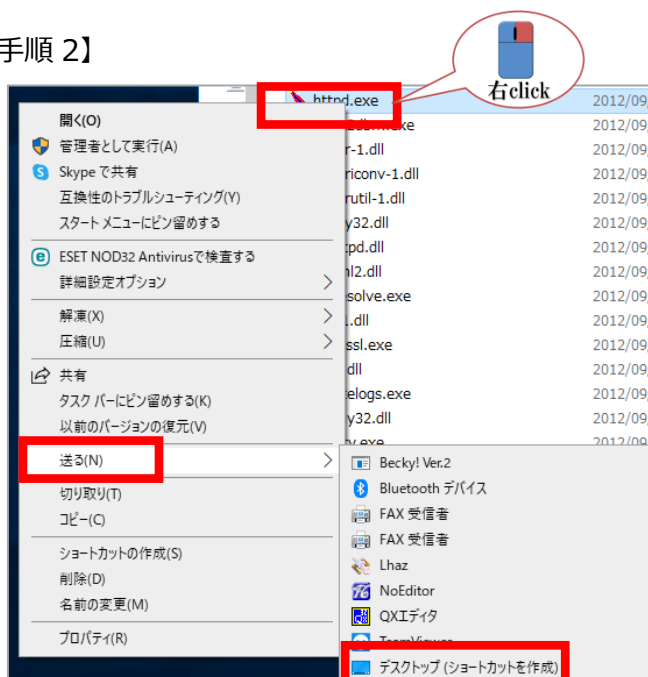 手順 2】
右click
httpd.exe
2012/09
開く(O)
管理者として実行(A)
Skype で共有
互換性のトラブルシューティング(Y)
スタート メニューにピン留めする
ESET NOD32 Antivirusで検査する
詳細設定オプション
解凍(X)
圧縮(U)
共有
タスク バーにピン留めする(K)
以前のバージョンの復元(V)
送る(N)
切り取り(T)
コピー(C)
ショートカットの作成(S)
削除(D)
名前の変更(M)
プロパティ(R)
.exe 2012/09
r-1.dll 2012/09
riconv-1.dll 2012/09
rutil-1.dll 2012/09
y32.dll 2012/09
tpd.dll 2012/09
l2.dll 2012/09
solve.exe 2012/09
.dll 2012/09
ssl.exe 2012/09
dll 2012/09
elogs.exe 2012/09
y32.dll 2012/09
.exe 2012/09
Becky! Ver.2
Bluetooth デバイス
FAX 受信者
FAX 受信者
Lhaz
NoEditor
QXエディタ
TeamViewer
デスクトップ (ショートカットを作成)